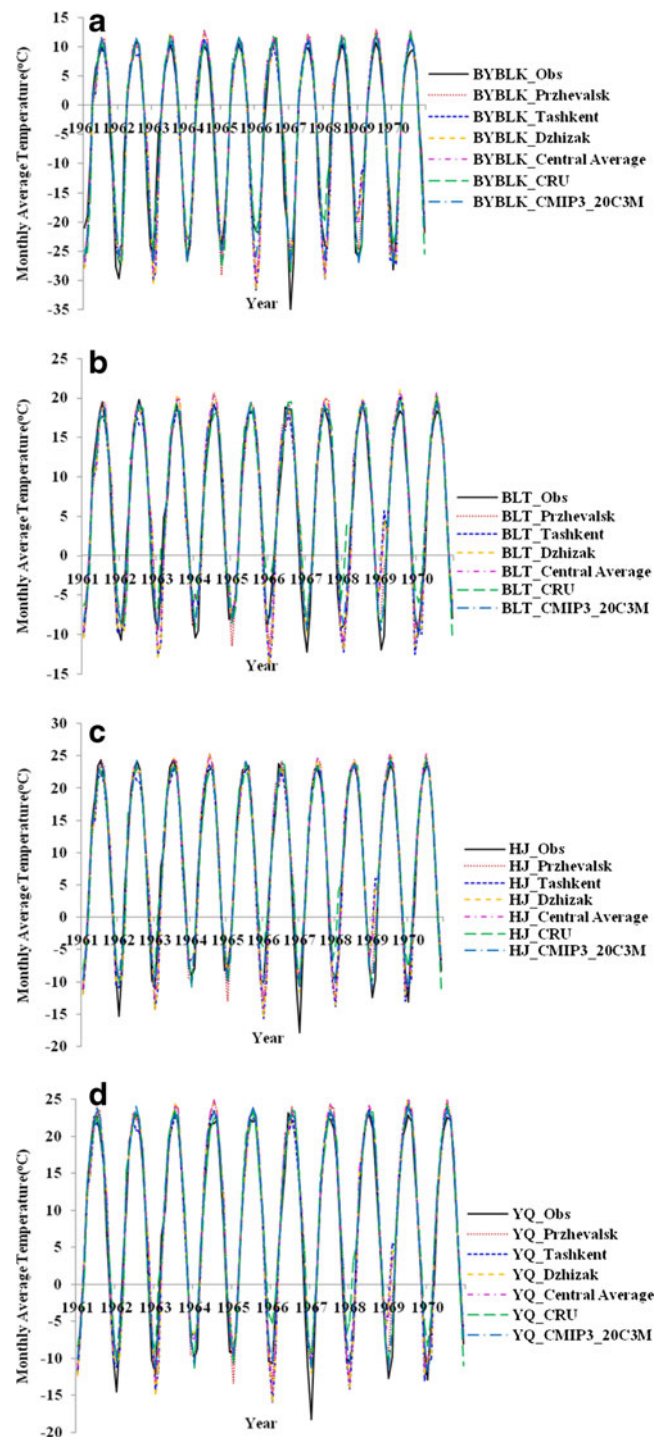 a
Monthly Average Temperature(°C)
15
10
5
0
-5
-10
-15
-20
-25
-30
-35
1961 1962 1963 1964 1965 1966 1967 1968 1969 1970
Year
BYBLK_Obs
BYBLK_Przhevalsk
BYBLK_Tashkent
BYBLK_Dzhizak
BYBLK_Central Average
BYBLK_CRU
BYBLK_CMIP3_20C3M
b
Monthly Average Temperature(°C)
25
20
15
10
5
0
-5
-10
-15
1961 1962 1963 1964 1965 1966 1967 1968 1969 1970
BLT_Obs
BLT_Przhevalsk
BLT_Tashkent
BLT_Dzhizak
BLT_Central Average
BLT_CRU
BLT_CMIP3_20C3M
c
Monthly Average Temperature(°C)
30
25
20
15
10
5
0
-5
-10
-15
-20
1961 1962 1963 1964 1965 1966 1967 1968 1969 1970
Year
HJ_Obs
HJ_Przhevalsk
HJ_Tashkent
HJ_Dzhizak
HJ_Central Average
HJ_CRU
HJ_CMIP3_20C3M
d
Monthly Average Temperature(°C)
25
20
15
10
5
0
-5
-10
-15
-20
1961 1962 1963 1964 1965 1966 1967 1968 1969 1970
Year
YQ_Obs
YQ_Przhevalsk
YQ_Tashkent
YQ_Dzhizak
YQ_Central Average
YQ_CRU
YQ_CMIP3_20C3M